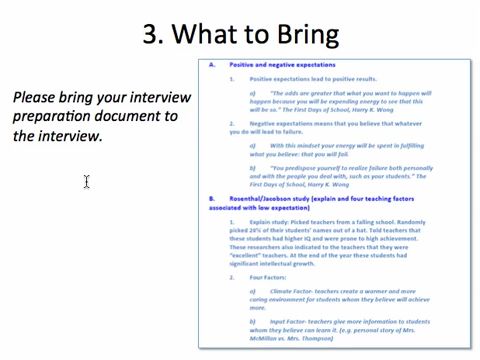 3. What to Bring
Please bring your interview
preparation document to
the interview.
A. Positive and negative expectations
1. Positive expectations lead to positive results.
a) "The odds are greater that what you want to happen will
happen because you will be expending energy to see that this
will be so." The First Days of School, Harry K. Wong
2. Negative expectations mean that you believe that whatever
you do will lead to failure.
a) With this mindset your energy will be spent in fulfilling
what you believe: that you will fail.
b) "You predispose yourself to realize failure both personally
and with the people you deal with, such as your students." The
First Days of School, Harry K. Wong
B. Rosenthal/Jacobson study (explain and four teaching factors
associated with low expectation)
1. Explain study: Picked teachers from a failing school. Randomly
picked 20% of their students' names out of a hat. Told teachers that
these students had higher IQ and were prone to high achievement.
These researchers also indicated to the teachers that they were
"excellent" teachers. At the end of the year these students had
significant intellectual growth.
2. Four Factors:
a) Climate Factor- teachers create a warmer and more
caring environment for students whom they believe will achieve
more.
b) Input Factor- teachers give more information to students
whom they believe can learn it. (e.g. personal story of Mrs.
McMillan vs. Mrs. Thompson)